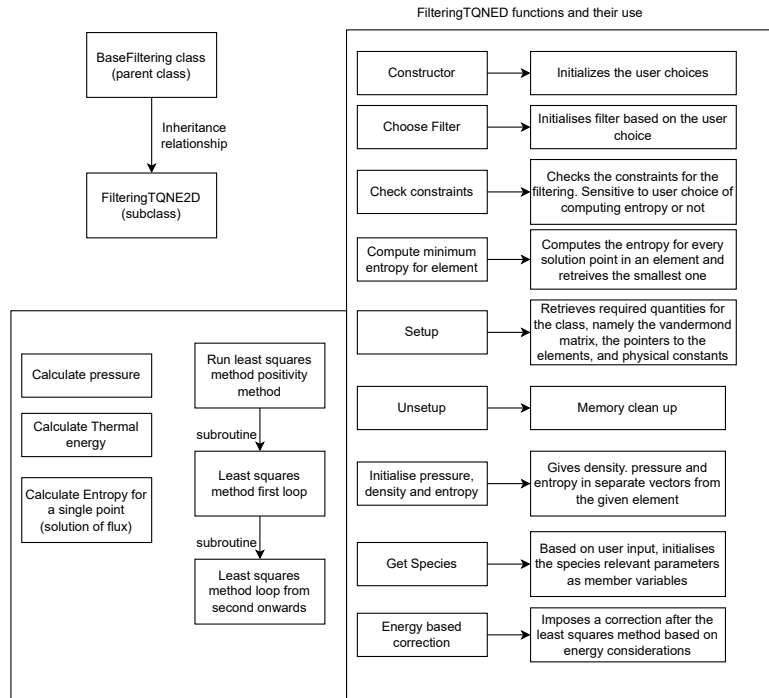 FilteringTQNED functions and their use
BaseFiltering class
(parent class)
Inheritance
relationship
FilteringTQNE2D
(subclass)
Constructor
Initializes the user choices
Choose Filter
Initialises filter based on the user
choice
Check constraints
Checks the constraints for the
filtering. Sensitive to user choice of
computing entropy or not
Compute minimum
entropy for element
Computes the entropy for every
solution point in an element and
retreives the smallest one
Setup
Retrieves required quantities for
the class, namely the vandermond
matrix, the pointers to the
elements, and physical constants
Unsetup
Memory clean up
Initialise pressure,
density and entropy
Gives density. pressure and
entropy in separate vectors from
the given element
Get Species
Based on user input, initialises
the species relevant parameters
as member variables
Energy based
correction
Imposes a correction after the
least squares method based on
energy considerations
Calculate pressure
Calculate Thermal
energy
Calculate Entropy for
a single point
(solution of flux)
Run least squares
method positivity
method
subroutine
Least squares
method first loop
subroutine
Least squares
method loop from
second onwards